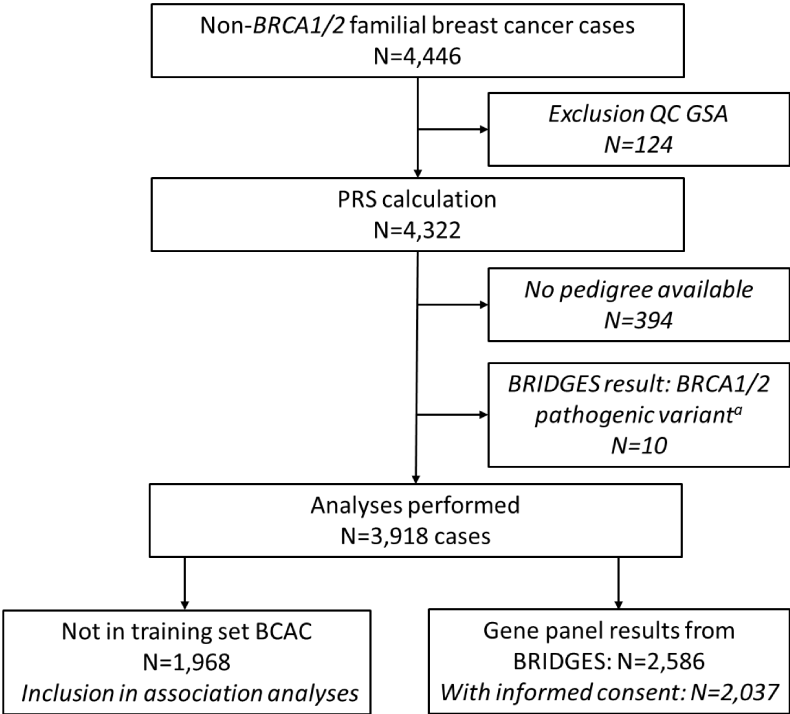 Non-BRCA1/2 familial breast cancer cases
N=4,446
Exclusion QC GSA
N=124
PRS calculation
N=4,322
No pedigree available
N=394
BRIDGES result: BRCA1/2
pathogenic variantᵃ
N=10
Analyses performed
N=3,918 cases
Not in training set BCAC
N=1,968
Inclusion in association analyses
Gene panel results from
BRIDGES: N=2,586
With informed consent: N=2,037